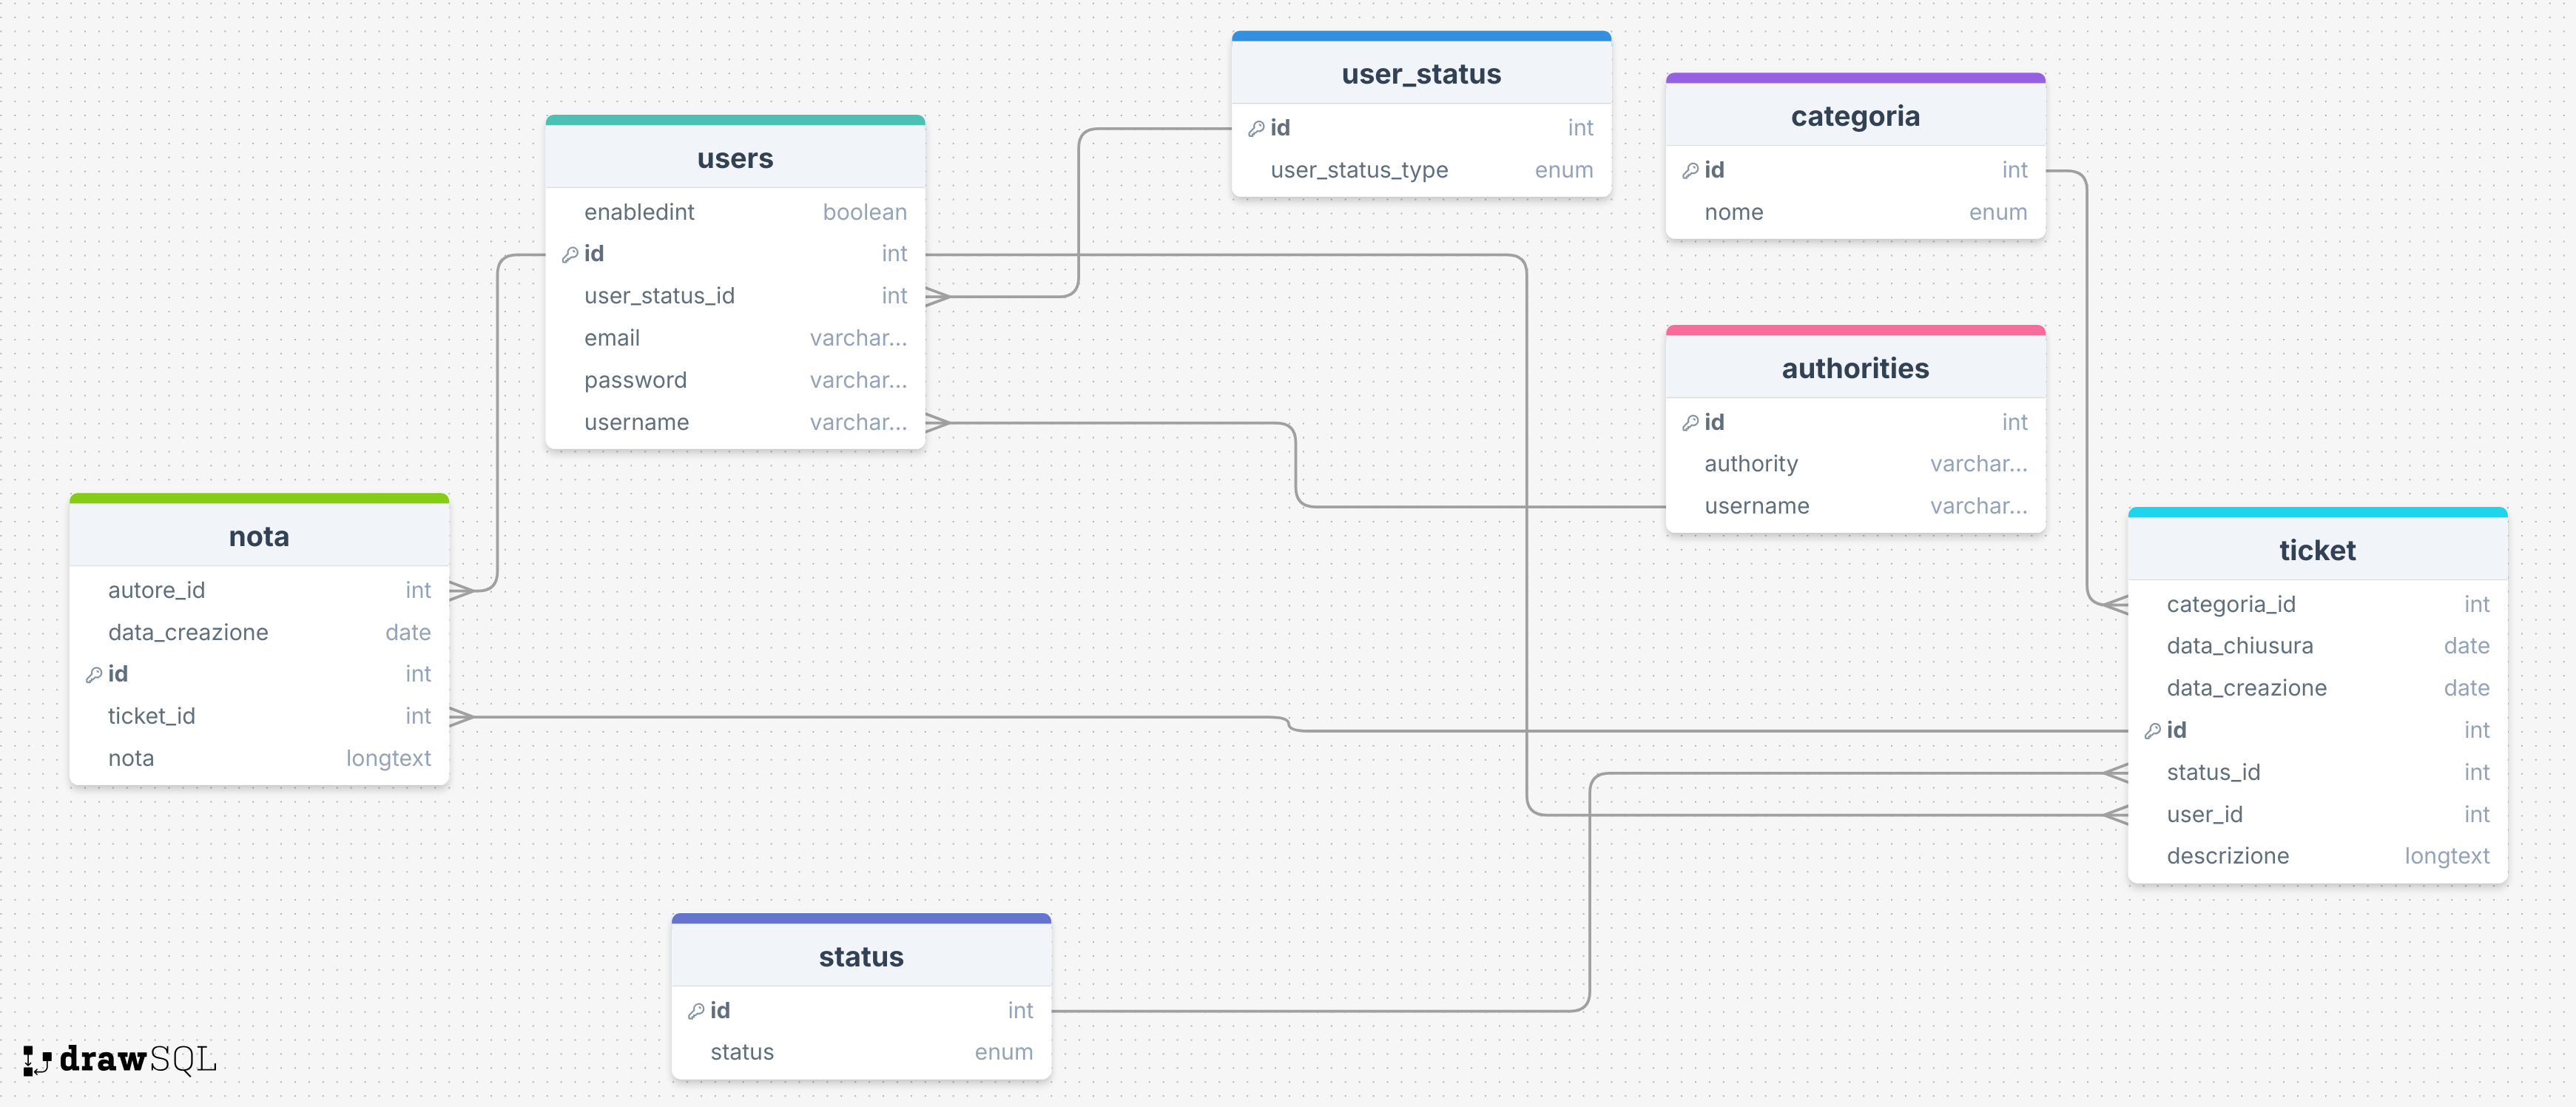 user_status
id int
user_status_type enum
categoria
id int
nome enum
users
enabledint boolean
id int
user_status_id int
email varchar...
password varchar...
username varchar...
authorities
id int
authority varchar...
username varchar...
nota
autore_id int
data_creazione date
id int
ticket_id int
nota longtext
ticket
categoria_id int
data_chiusura date
data_creazione date
id int
status_id int
user_id int
descrizione longtext
status
id int
status enum
drawSQL